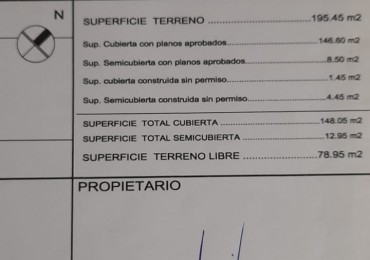 N
SUPERFICIE TERRENO ........................ 195.45 m2
Sup. Cubierta con planos aprobados........................146.60 m2
Sup. Semicubierta con planos aprobados....................8.50 m2
Sup. cubierta construida sin permiso........................1.45 m2
Sup. Semicubierta construida sin permiso..................4.45 m2
SUPERFICIE TOTAL CUBIERTA ........................148.05 m2
SUPERFICIE TOTAL SEMICUBIERTA ....................12.95 m2
SUPERFICIE TERRENO LIBRE ....................78.95 m2
PROPIETARIO